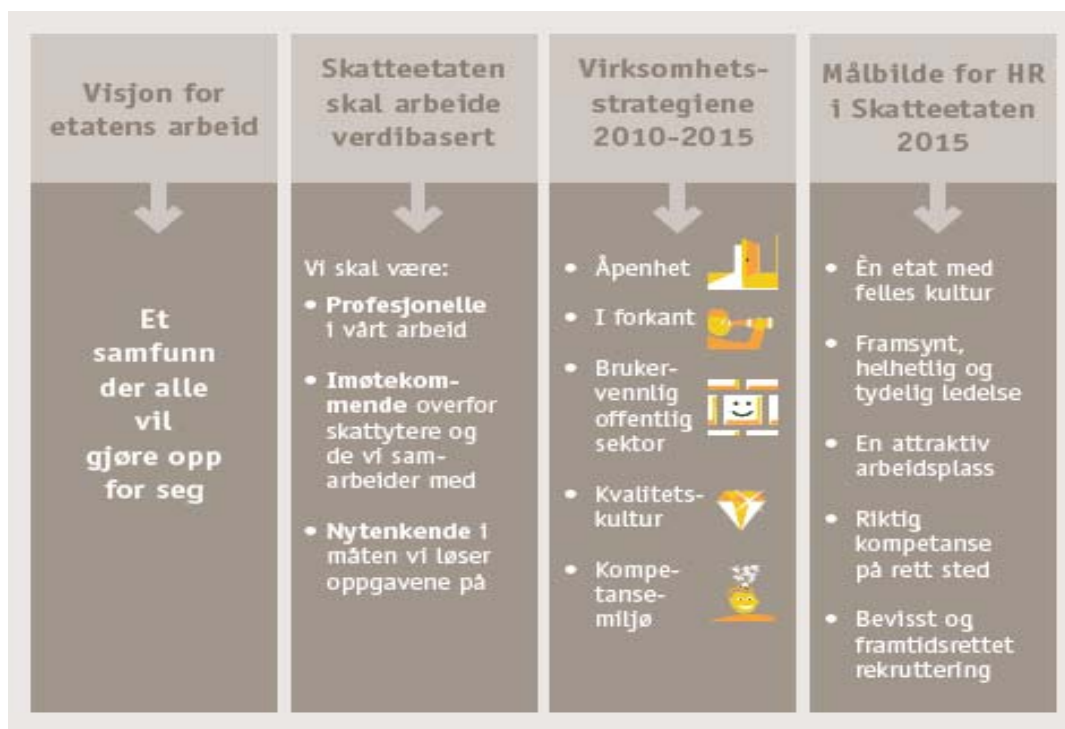 Visjon for
etatens arbeid
Et
samfunn
der alle
vil
gjøre opp
for seg
Skatteetaten
skal arbeide
verdibasert
Vi skal være:
• Profesjonelle
i vårt arbeid
• Imøtekom-
mende overfor
skattytere og
de vi sam-
arbeider med
• Nytenkende i
måten vi løser
oppgavene på
Virksomhets-
strategiene
2010-2015
• Åpenhet
• I forkant
• Bruker-
vennlig
offentlig
sektor
• Kvalitets-
kultur
• Kompe-
tanse-
miljø
Målbilde for HR
i Skatteetaten
2015
• Èn etat med
felles kultur
• Framsynt,
helhetlig og
tydelig ledelse
• En attraktiv
arbeidsplass
• Riktig
kompetanse
på rett sted
• Bevisst og
framtidsrettet
rekruttering